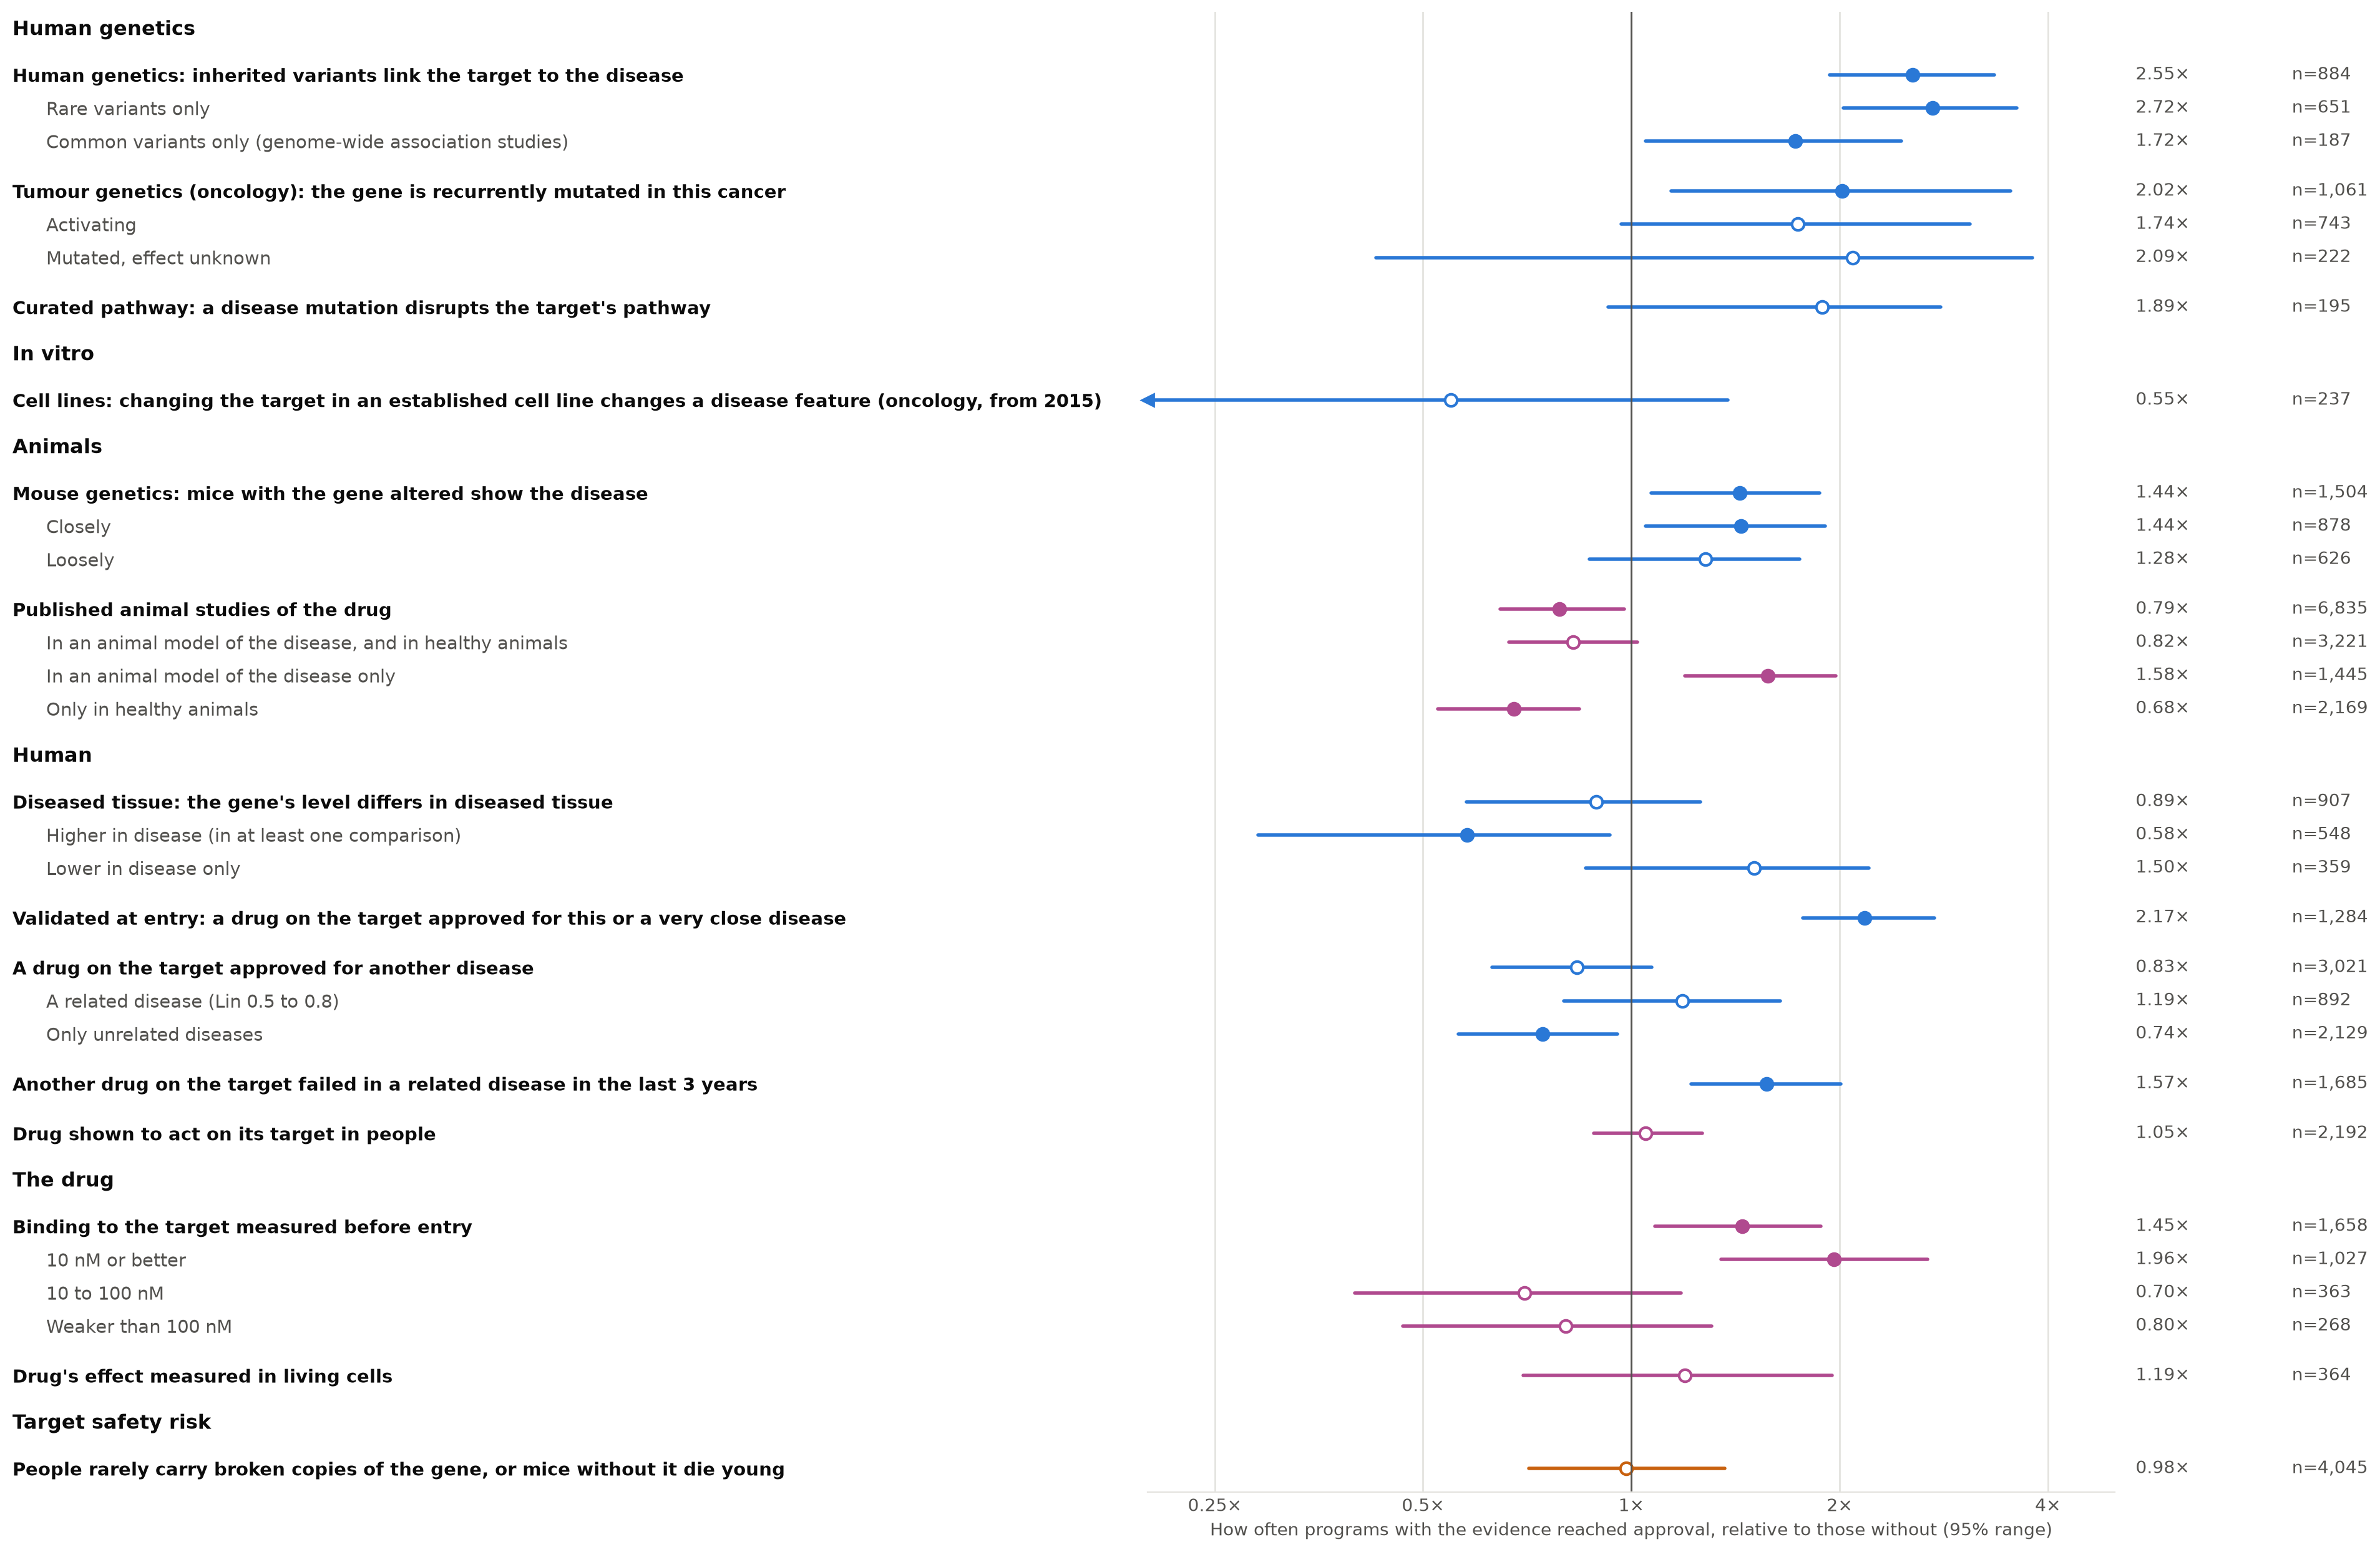 Human genetics
Human genetics: inherited variants link the target to the disease 2.55× n=884
Rare variants only 2.72× n=651
Common variants only (genome-wide association studies) 1.72× n=187
Tumour genetics (oncology): the gene is recurrently mutated in this cancer 2.02× n=1,061
Activating 1.74× n=743
Mutated, effect unknown 2.09× n=222
Curated pathway: a disease mutation disrupts the target's pathway 1.89× n=195
In vitro
Cell lines: changing the target in an established cell line changes a disease feature (oncology, from 2015) 0.55× n=237
Animals
Mouse genetics: mice with the gene altered show the disease 1.44× n=1,504
Closely 1.44× n=878
Loosely 1.28× n=626
Published animal studies of the drug 0.79× n=6,835
In an animal model of the disease, and in healthy animals 0.82× n=3,221
In an animal model of the disease only 1.58× n=1,445
Only in healthy animals 0.68× n=2,169
Human
Diseased tissue: the gene's level differs in diseased tissue 0.89× n=907
Higher in disease (in at least one comparison) 0.58× n=548
Lower in disease only 1.50× n=359
Validated at entry: a drug on the target approved for this or a very close disease 2.17× n=1,284
A drug on the target approved for another disease 0.83× n=3,021
A related disease (Lin 0.5 to 0.8) 1.19× n=892
Only unrelated diseases 0.74× n=2,129
Another drug on the target failed in a related disease in the last 3 years 1.57× n=1,685
Drug shown to act on its target in people 1.05× n=2,192
The drug
Binding to the target measured before entry 1.45× n=1,658
10 nM or better 1.96× n=1,027
10 to 100 nM 0.70× n=363
Weaker than 100 nM 0.80× n=268
Drug's effect measured in living cells 1.19× n=364
Target safety risk
People rarely carry broken copies of the gene, or mice without it die young 0.98× n=4,045
0.25× 0.5× 1× 2× 4×
How often programs with the evidence reached approval, relative to those without (95% range)